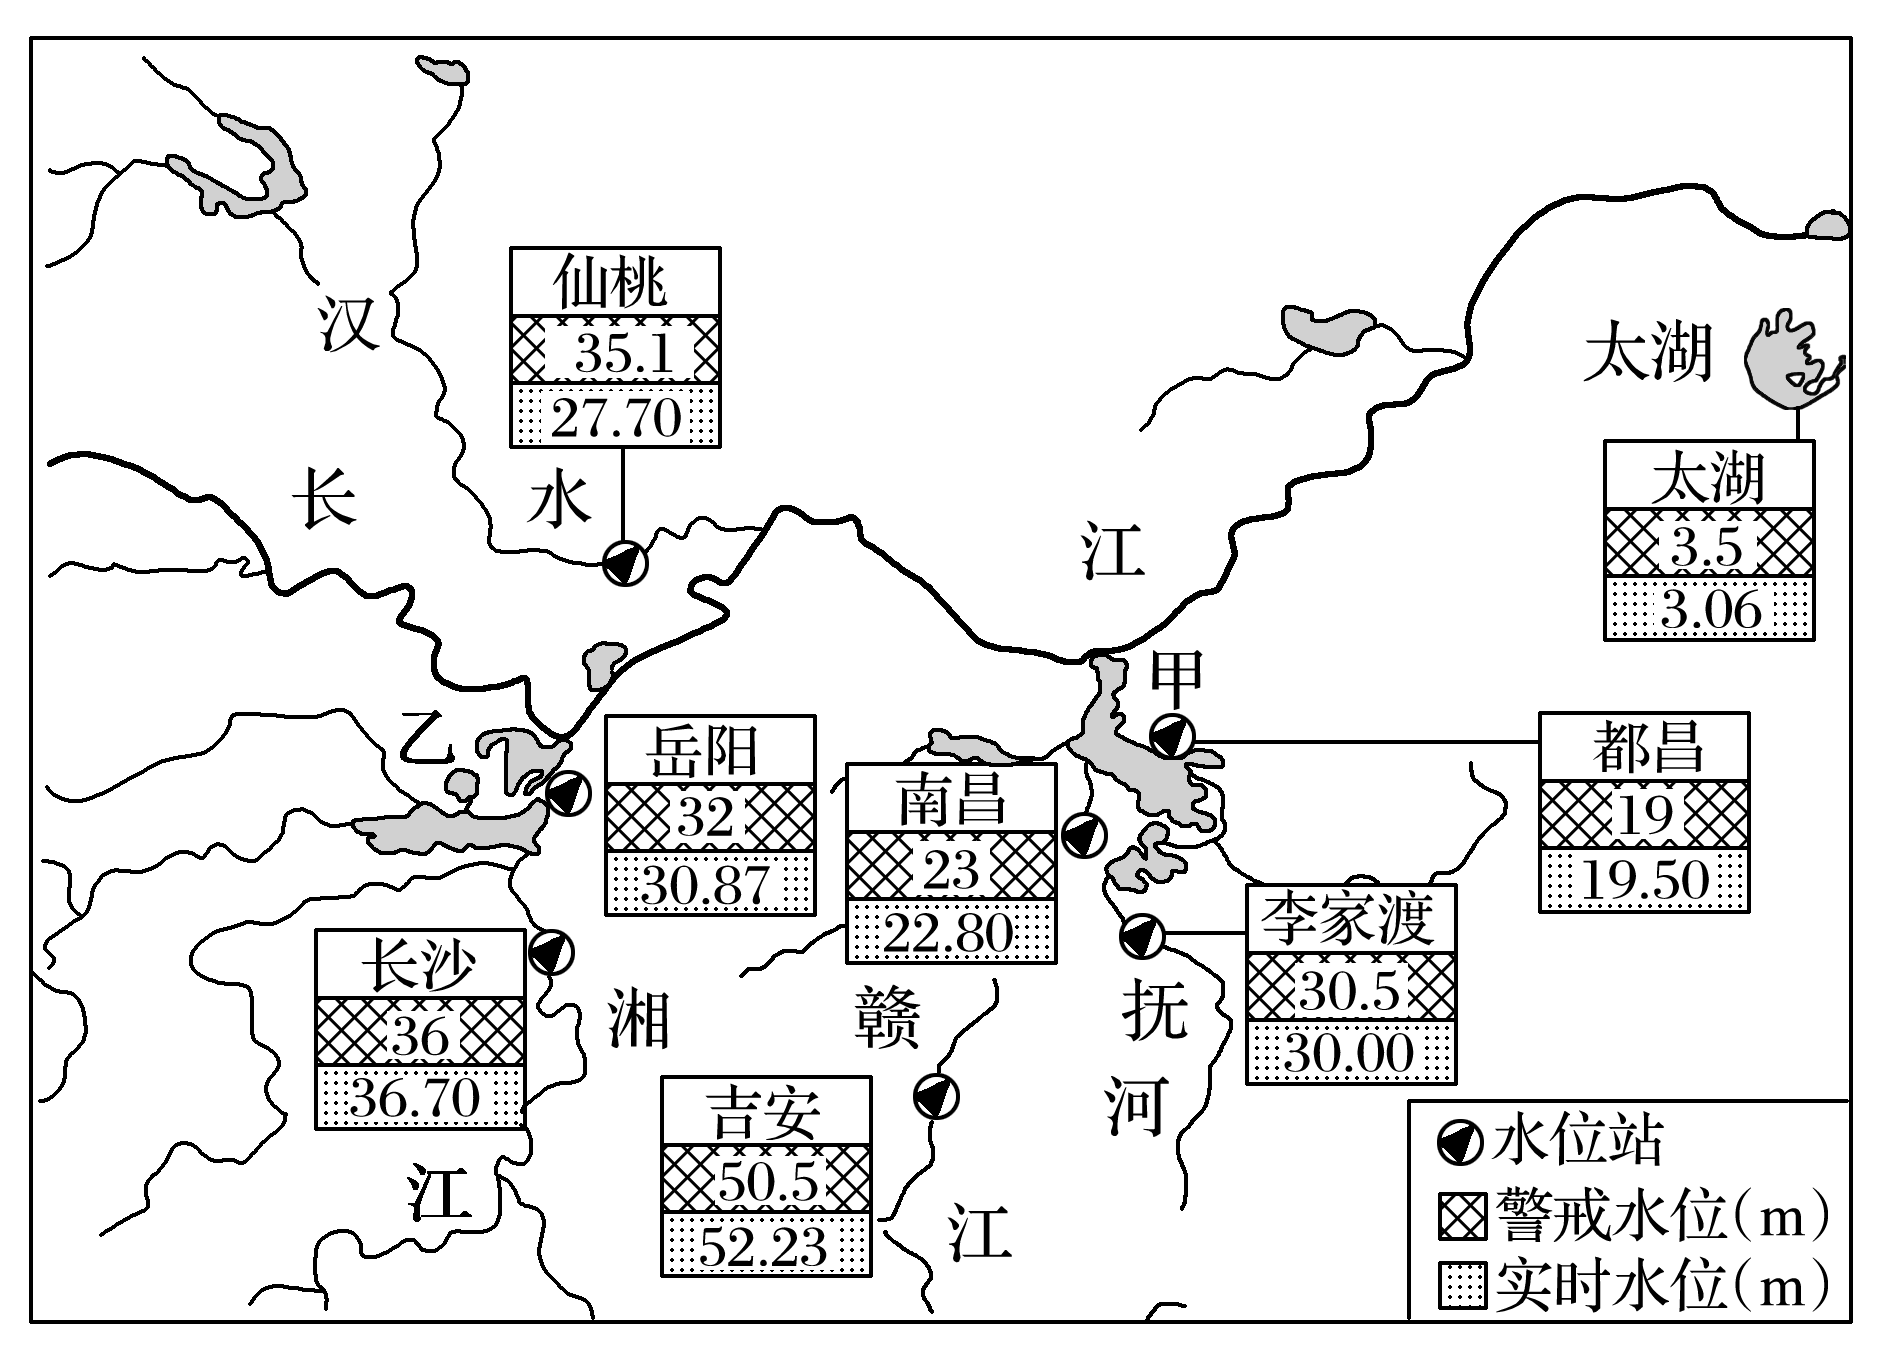 汉
仙桃
35.1
27.70
太湖
长
水
江
太湖
3.5
3.06
甲
乙
岳阳
32
30.87
南昌
23
22.80
都昌
19
19.50
李家渡
30.5
30.00
长沙
36
36.70
湘
江
赣
江
抚
河
吉安
50.5
52.23
水位站
警戒水位(m)
实时水位(m)